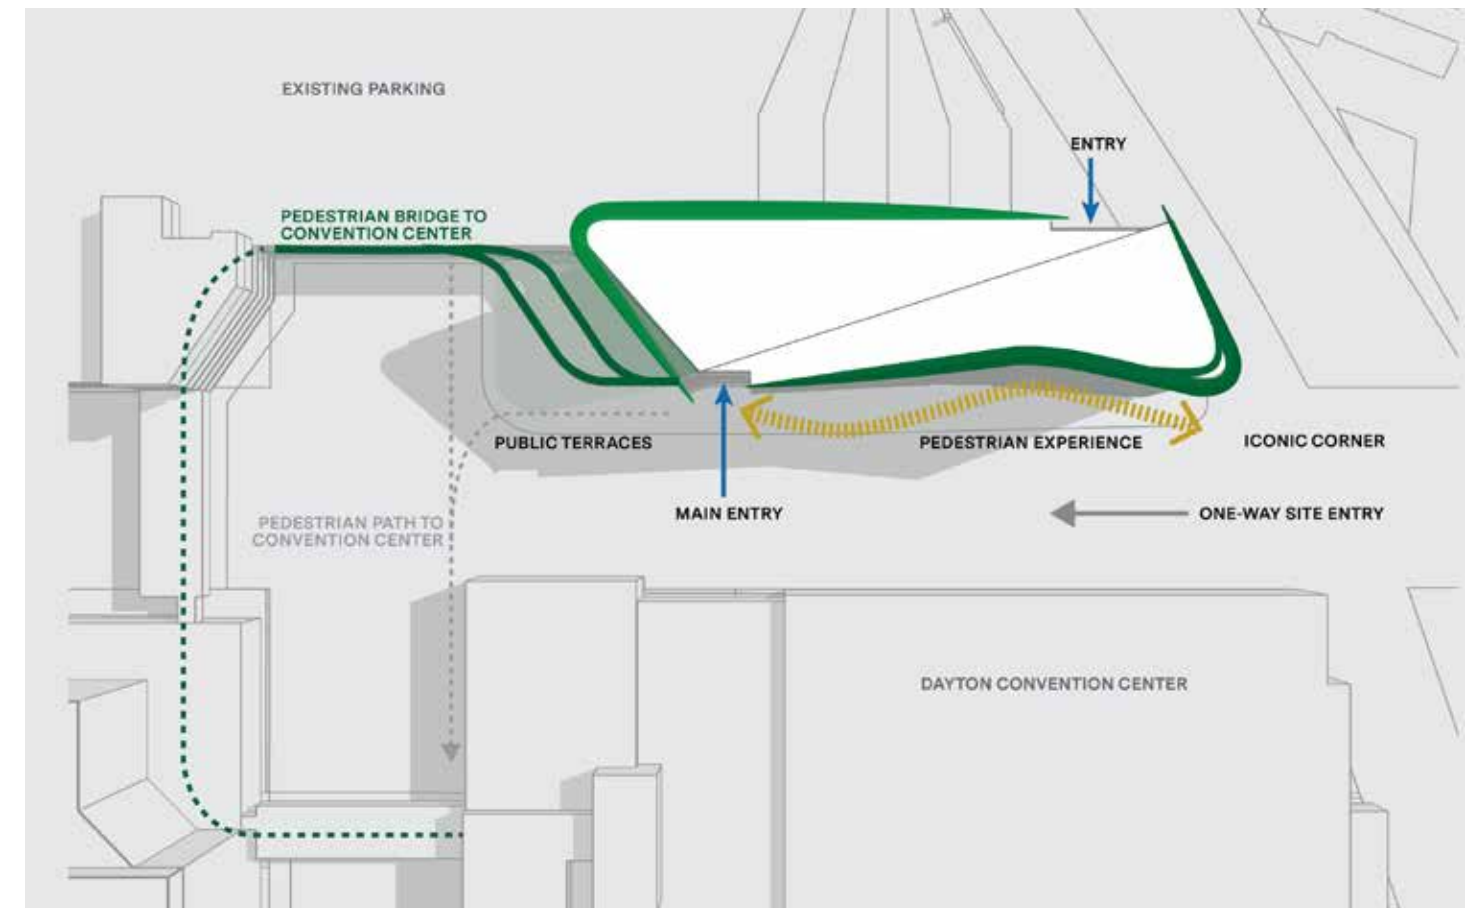 EXISTING PARKING
ENTRY
PEDESTRIAN BRIDGE TO
CONVENTION CENTER
PUBLIC TERRACES
PEDESTRIAN EXPERIENCE
ICONIC CORNER
MAIN ENTRY
ONE-WAY SITE ENTRY
PEDESTRIAN PATH TO
CONVENTION CENTER
DAYTON CONVENTION CENTER